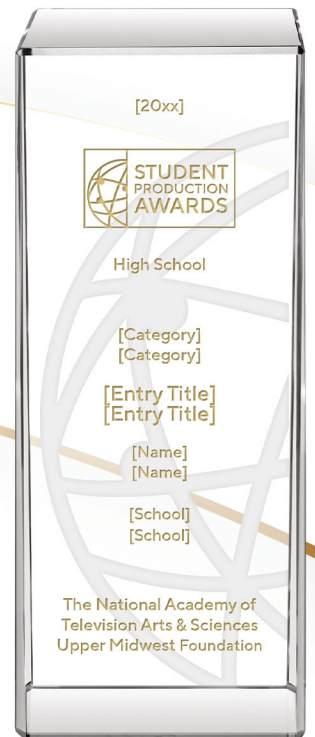 [20xx]
STUDENT
PRODUCTION
AWARDS
High School
[Category]
[Category]
[Entry Title]
[Entry Title]
[Name]
[Name]
[School]
[School]
The National Academy of
Television Arts & Sciences
Upper Midwest Foundation